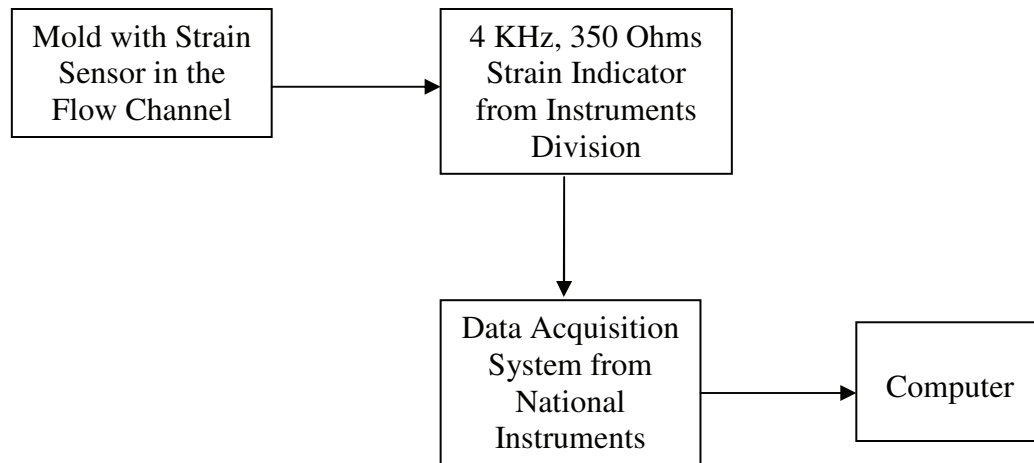 Mold with Strain
Sensor in the
Flow Channel
4 KHz, 350 Ohms
Strain Indicator
from Instruments
Division
Data Acquisition
System from
National
Instruments
Computer